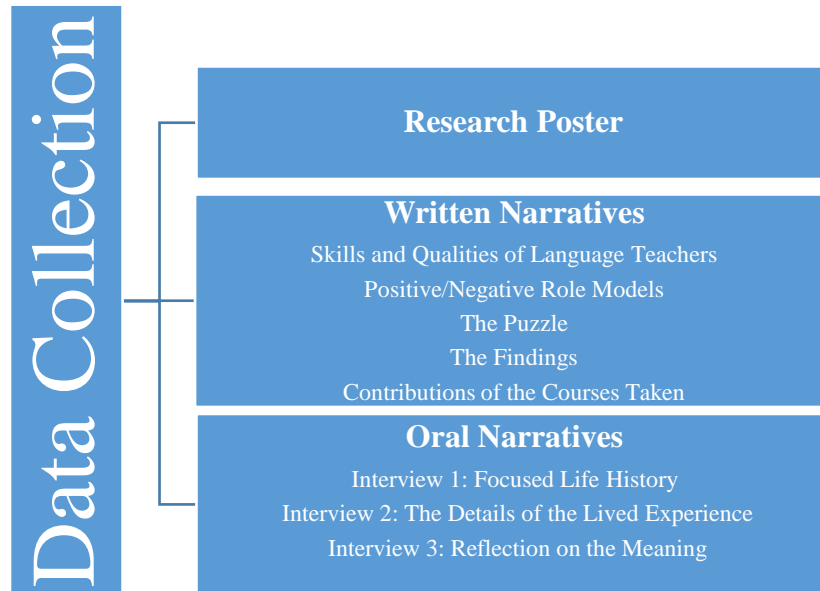 Data Collection
Research Poster
Written Narratives
Skills and Qualities of Language Teachers
Positive/Negative Role Models
The Puzzle
The Findings
Contributions of the Courses Taken
Oral Narratives
Interview 1: Focused Life History
Interview 2: The Details of the Lived Experience
Interview 3: Reflection on the Meaning